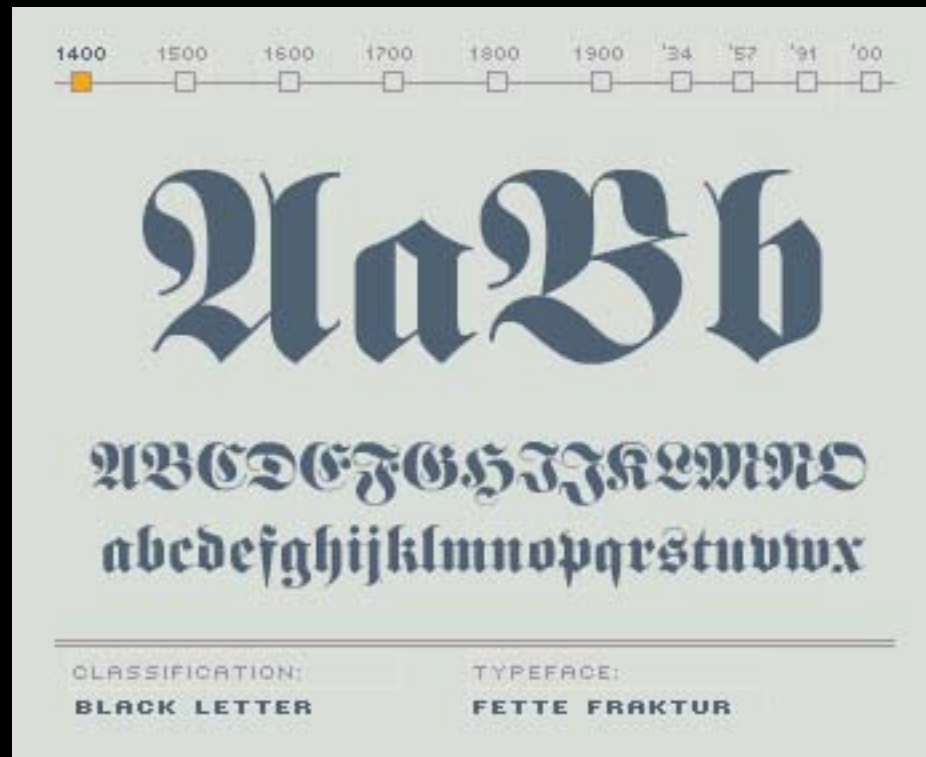 1400 1500 1600 1700 1800 1900 '34 '57 '91 '00
AaBb
ABCDEFGHIJKLMNO
abcdefghijklmnopqrstuvwx
CLASSIFICATION: TYPEFACE:
BLACK LETTER FETTE FRAKTUR